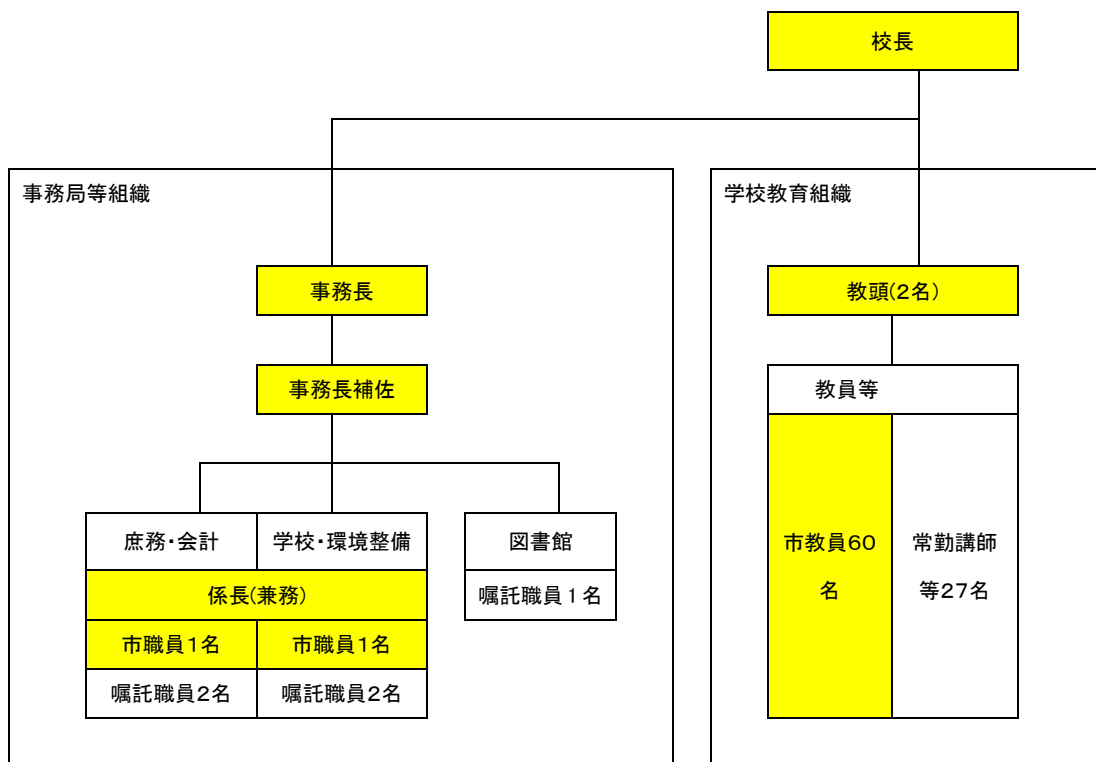 校長
事務局等組織
学校教育組織
事務長
教頭(2名)
事務長補佐
教員等
市教員60
名
常勤講師
等27名
庶務・会計
学校・環境整備
図書館
係長(兼務)
嘱託職員1名
市職員1名
市職員1名
嘱託職員2名
嘱託職員2名